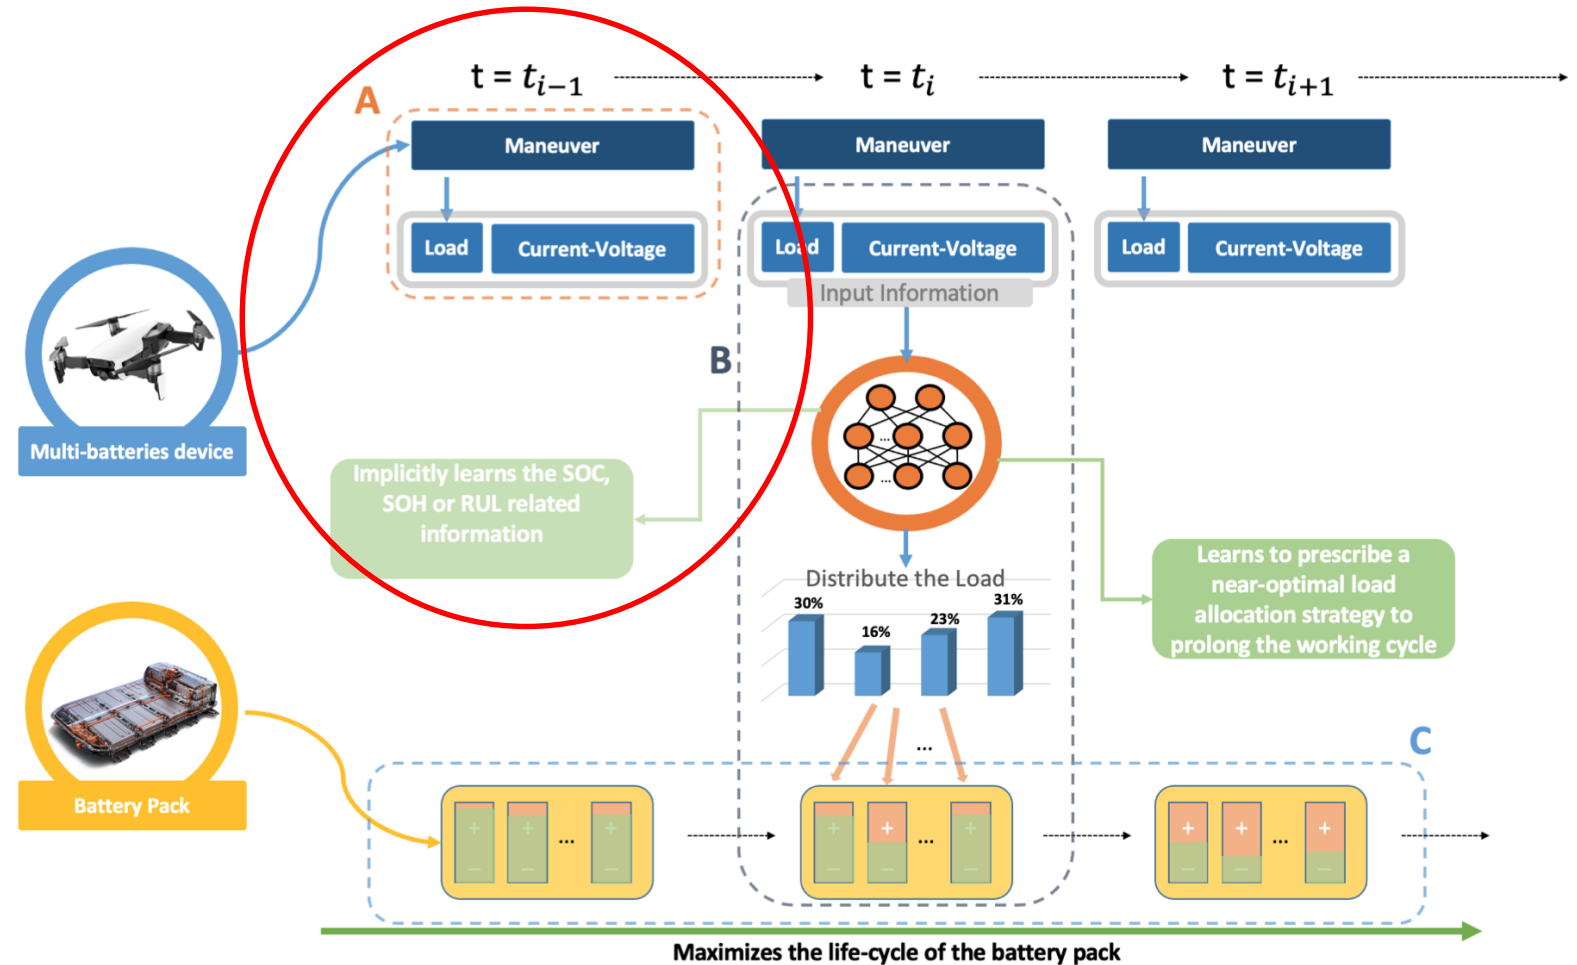 t = tᵢ₋₁
t = tᵢ
t = tᵢ₊₁
A
Maneuver
Maneuver
Maneuver
Load
Current-Voltage
Load
Current-Voltage
Load
Current-Voltage
Input Information
B
Multi-batteries device
Implicitly learns the SOC,
SOH or RUL related
information
...
...
Learns to prescribe a
near-optimal load
allocation strategy to
prolong the working cycle
Distribute the Load
30%
16%
23%
31%
...
C
Battery Pack
+ + ... +
− − −
+ + ... +
− − −
+ + ... +
− − −
Maximizes the life-cycle of the battery pack